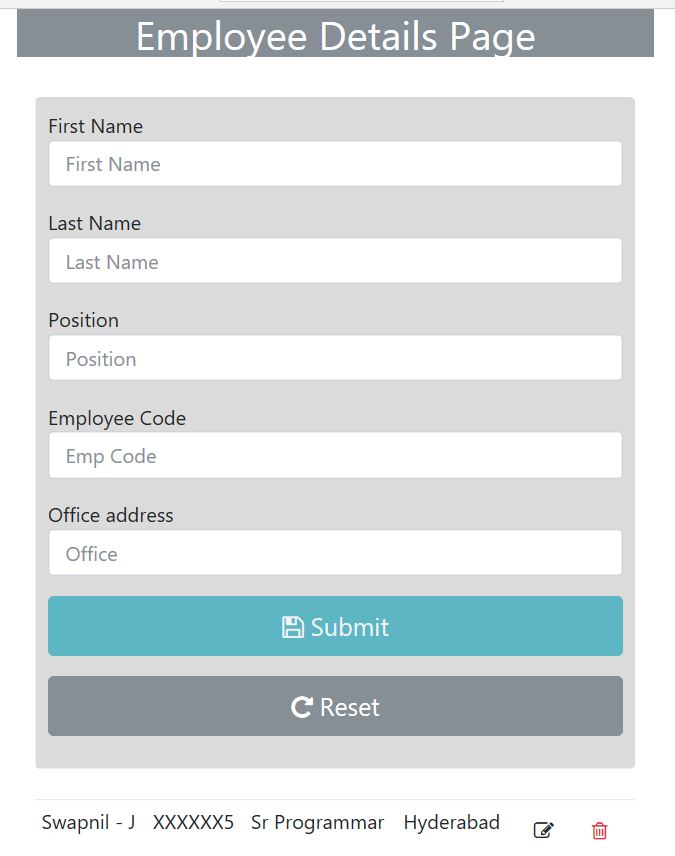 Employee Details Page
First Name
First Name
Last Name
Last Name
Position
Position
Employee Code
Emp Code
Office address
Office
Submit
Reset
Swapnil - J XXXXXX5 Sr Programmar Hyderabad